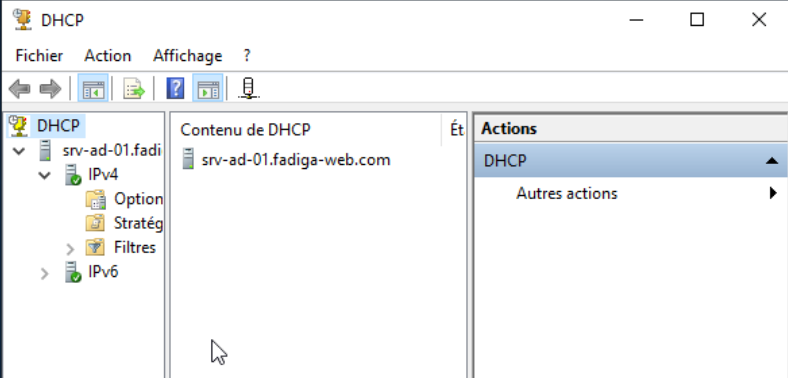 DHCP
Fichier Action Affichage ?
DHCP
srv-ad-01.fadi
IPv4
Option
Stratég
Filtres
IPv6
Contenu de DHCP Ét
srv-ad-01.fadiga-web.com
Actions
DHCP
Autres actions